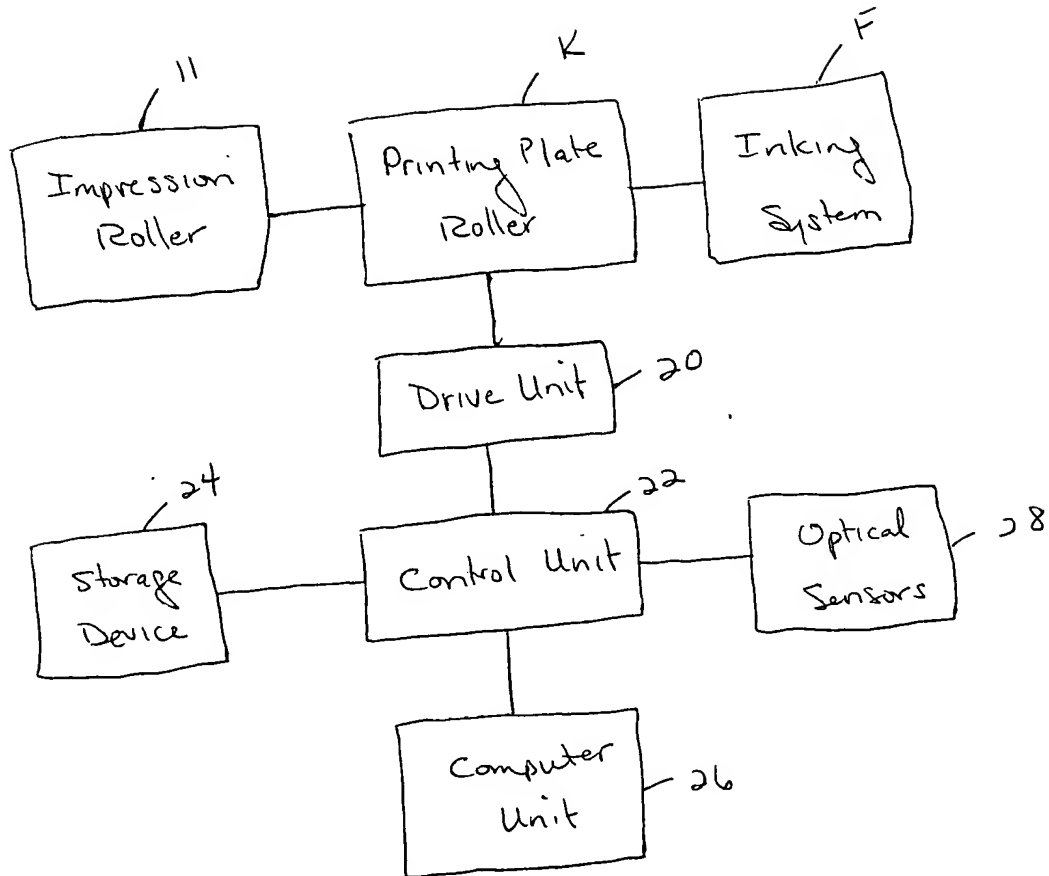 11
K
F
Impression
Roller
Printing Plate
Roller
Inking
System
Drive Unit
20
24
22
Storage
Device
Control Unit
Optical
Sensors
28
Computer
Unit
26